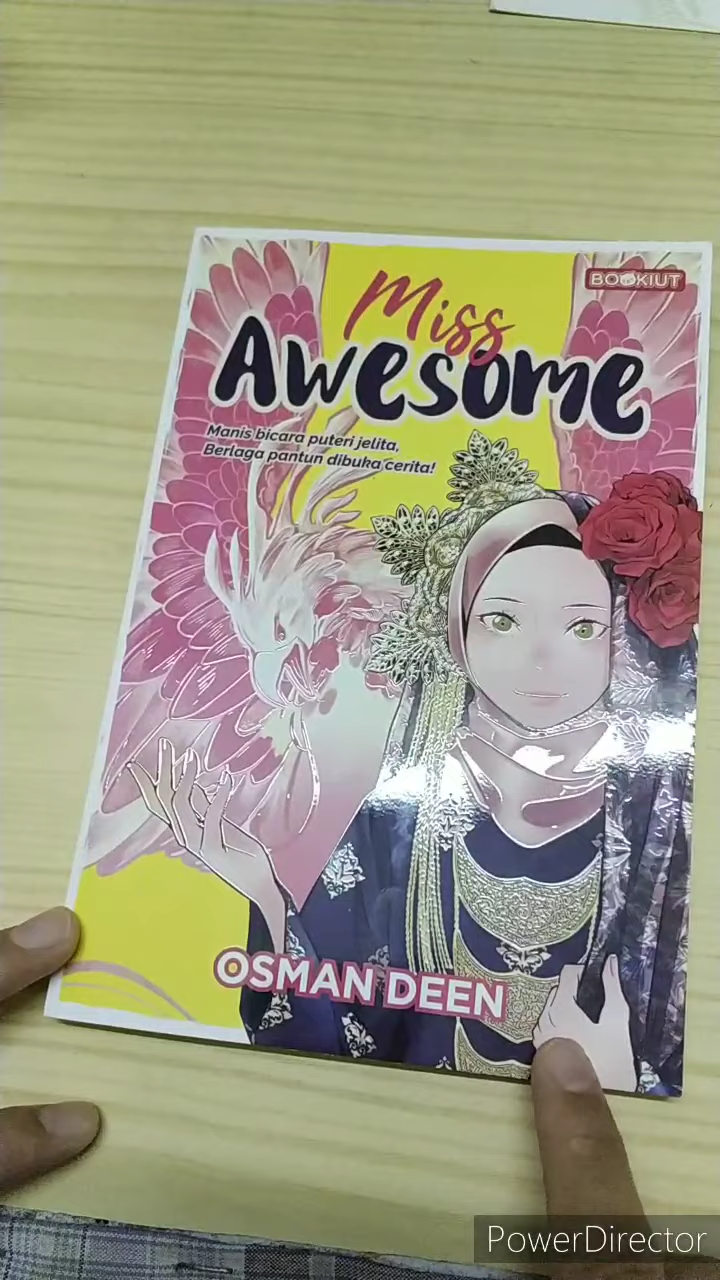 BOOKIUT
Miss
Awesome
Manis bicara puteri jelita,
Berlaga pantun dibuka cerita!
OSMAN DEEN
PowerDirector